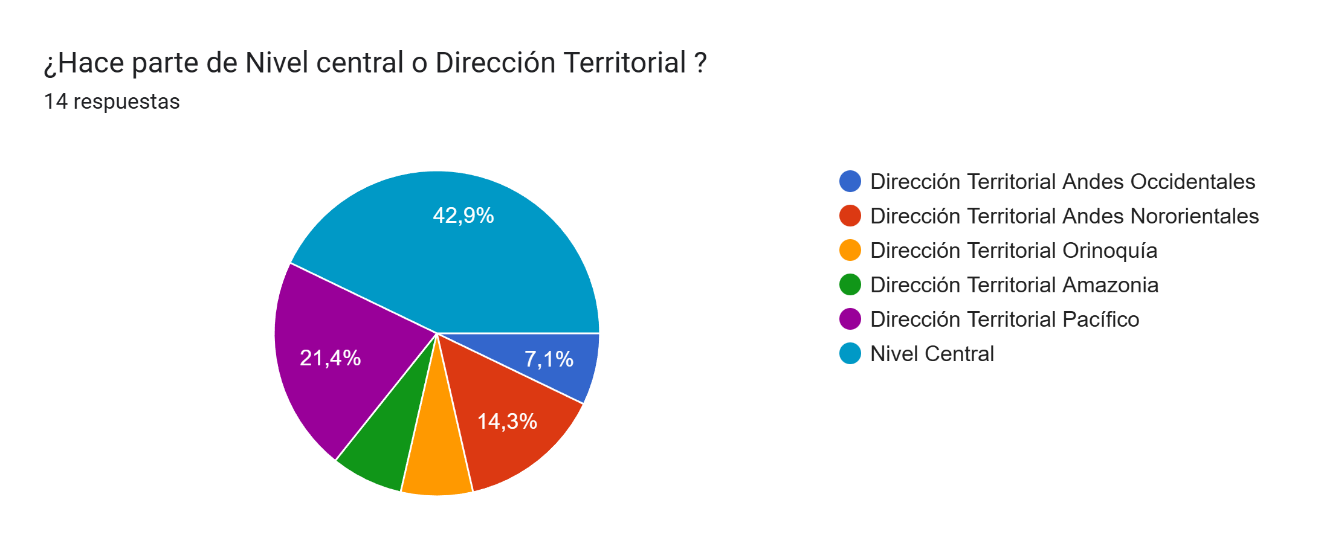 ¿Hace parte de Nivel central o Dirección Territorial ?
14 respuestas
42,9%
21,4%
7,1%
14,3%
Dirección Territorial Andes Occidentales
Dirección Territorial Andes Nororientales
Dirección Territorial Orinoquía
Dirección Territorial Amazonia
Dirección Territorial Pacífico
Nivel Central